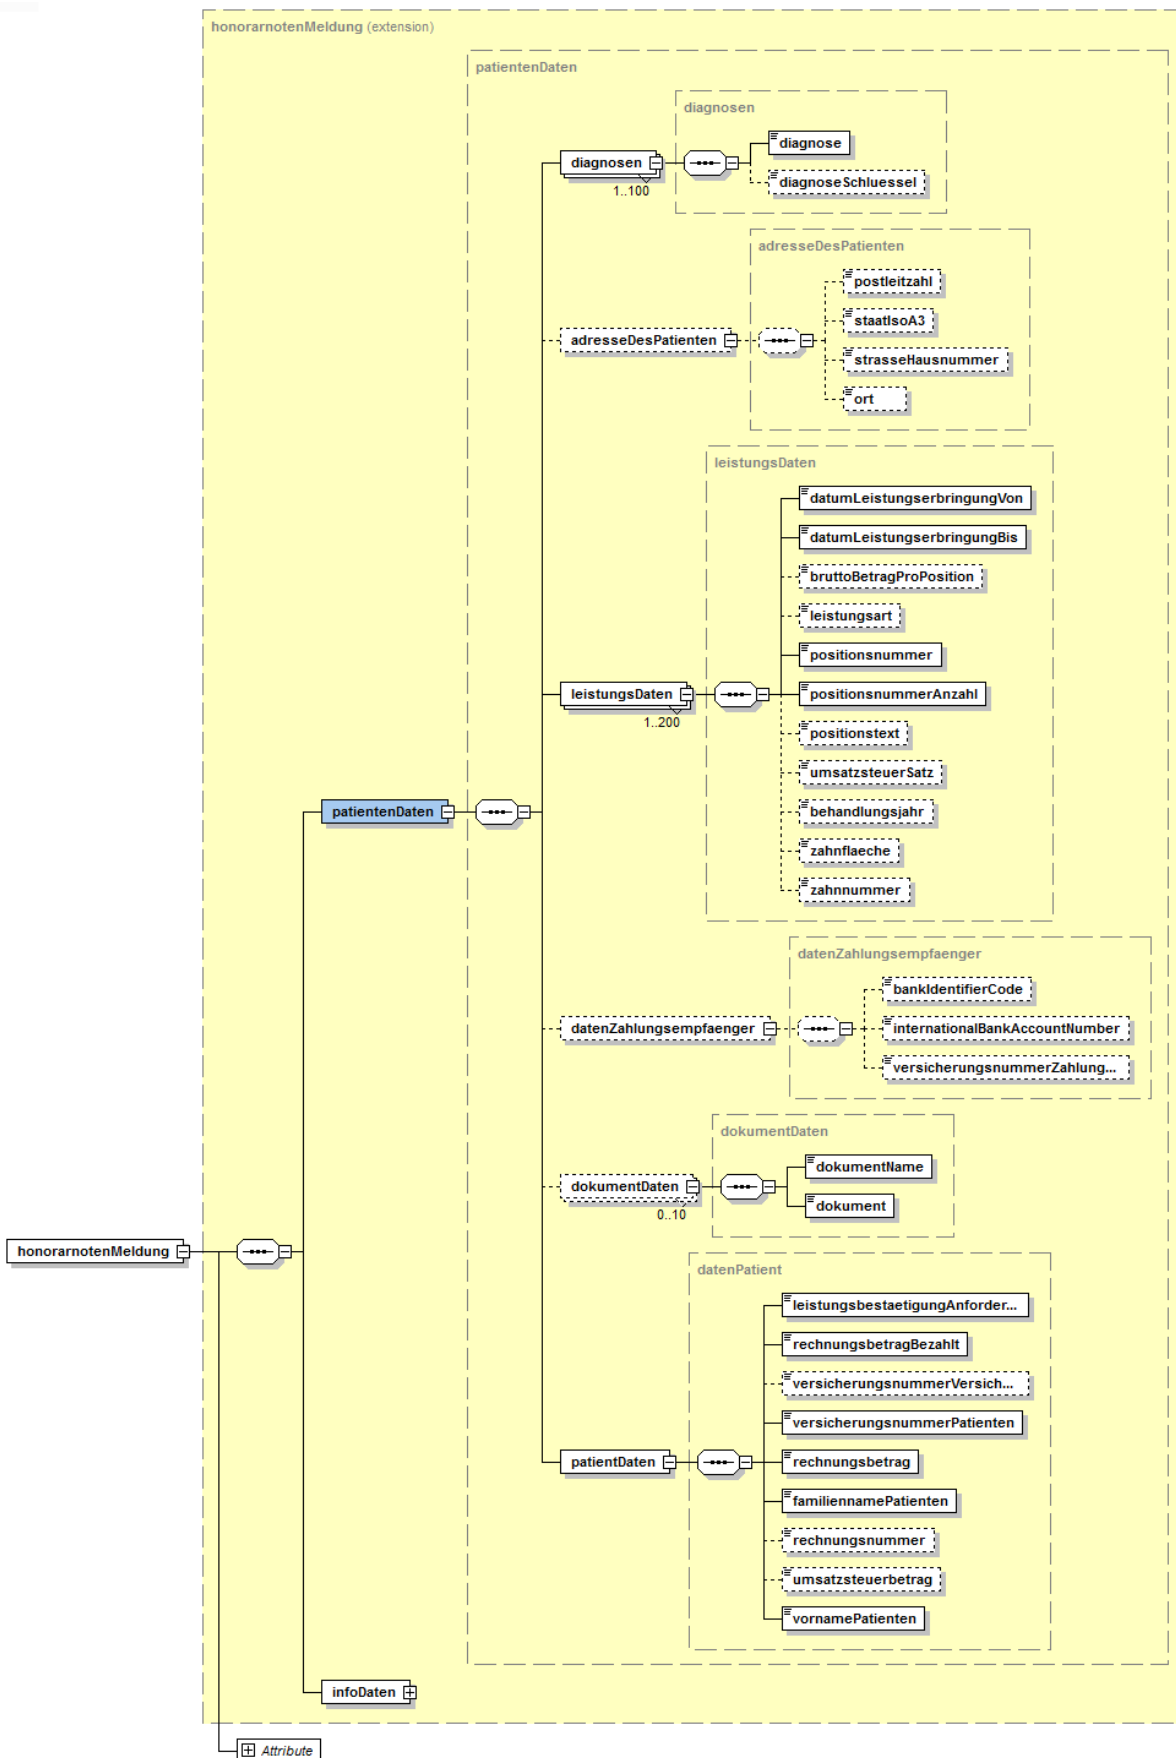 honorarnotenMeldung (extension)
patientenDaten
diagnosen
diagnose
diagnosen
diagnoseSchluessel
1..100
adresseDesPatienten
postleitzahl
staatIsoA3
adresseDesPatienten
strasseHausnummer
ort
leistungsDaten
datumLeistungserbringungVon
datumLeistungserbringungBis
bruttoBetragProPosition
leistungsart
positionsnummer
leistungsDaten
positionsnummerAnzahl
1..200
positionstext
umsatzsteuerSatz
patientenDaten
behandlungsjahr
zahnflaeche
zahnnummer
datenZahlungsempfaenger
bankIdentifierCode
datenZahlungsempfaenger
internationalBankAccountNumber
versicherungsnummerZahlung...
dokumentDaten
dokumentName
dokumentDaten
dokument
0..10
honorarnotenMeldung
datenPatient
leistungsbestaetigungAnforder...
rechnungsbetragBezahlt
versicherungsnummerVersich...
versicherungsnummerPatienten
patientDaten
rechnungsbetrag
familiennamePatienten
rechnungsnummer
umsatzsteuerbetrag
vornamePatienten
infoDaten
Attribute